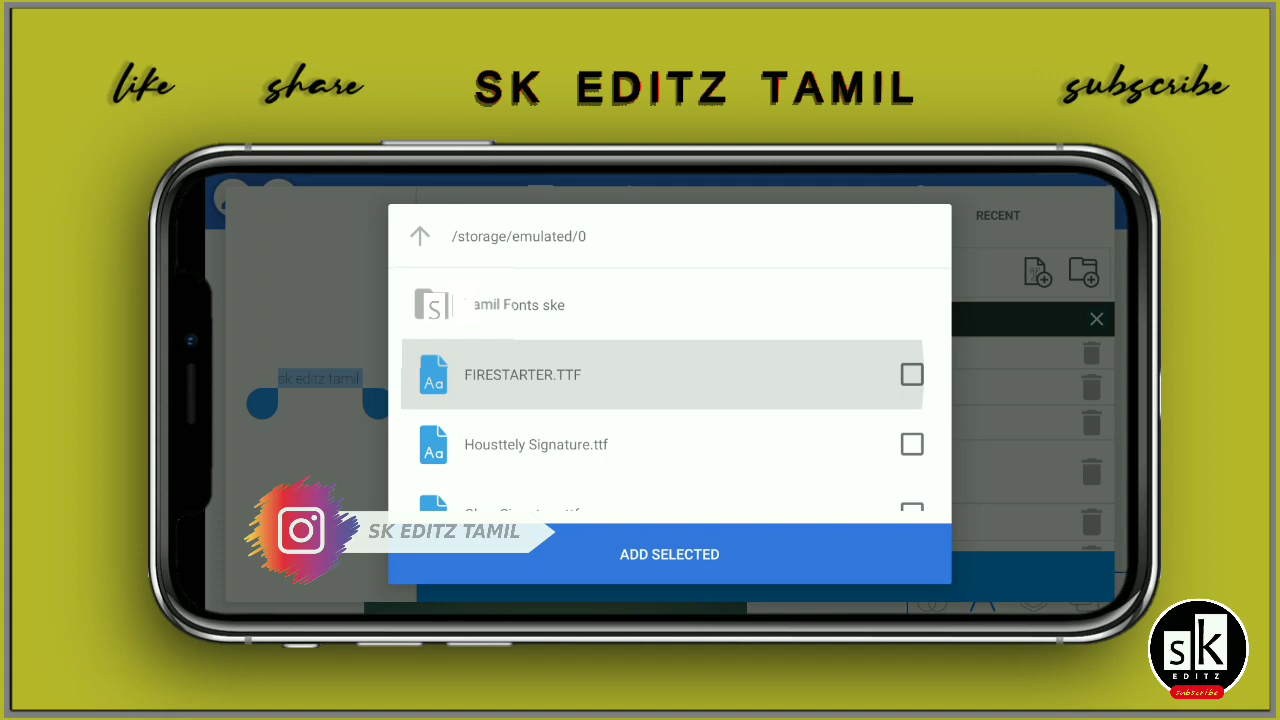 like share SK EDITZ TAMIL subscribe
RECENT
/storage/emulated/0
Tamil Fonts ske
FIRESTARTER.TTF
sk editz tamil
Housttely Signature.ttf
SK EDITZ TAMIL
ADD SELECTED
sk
EDITZ
subscribe